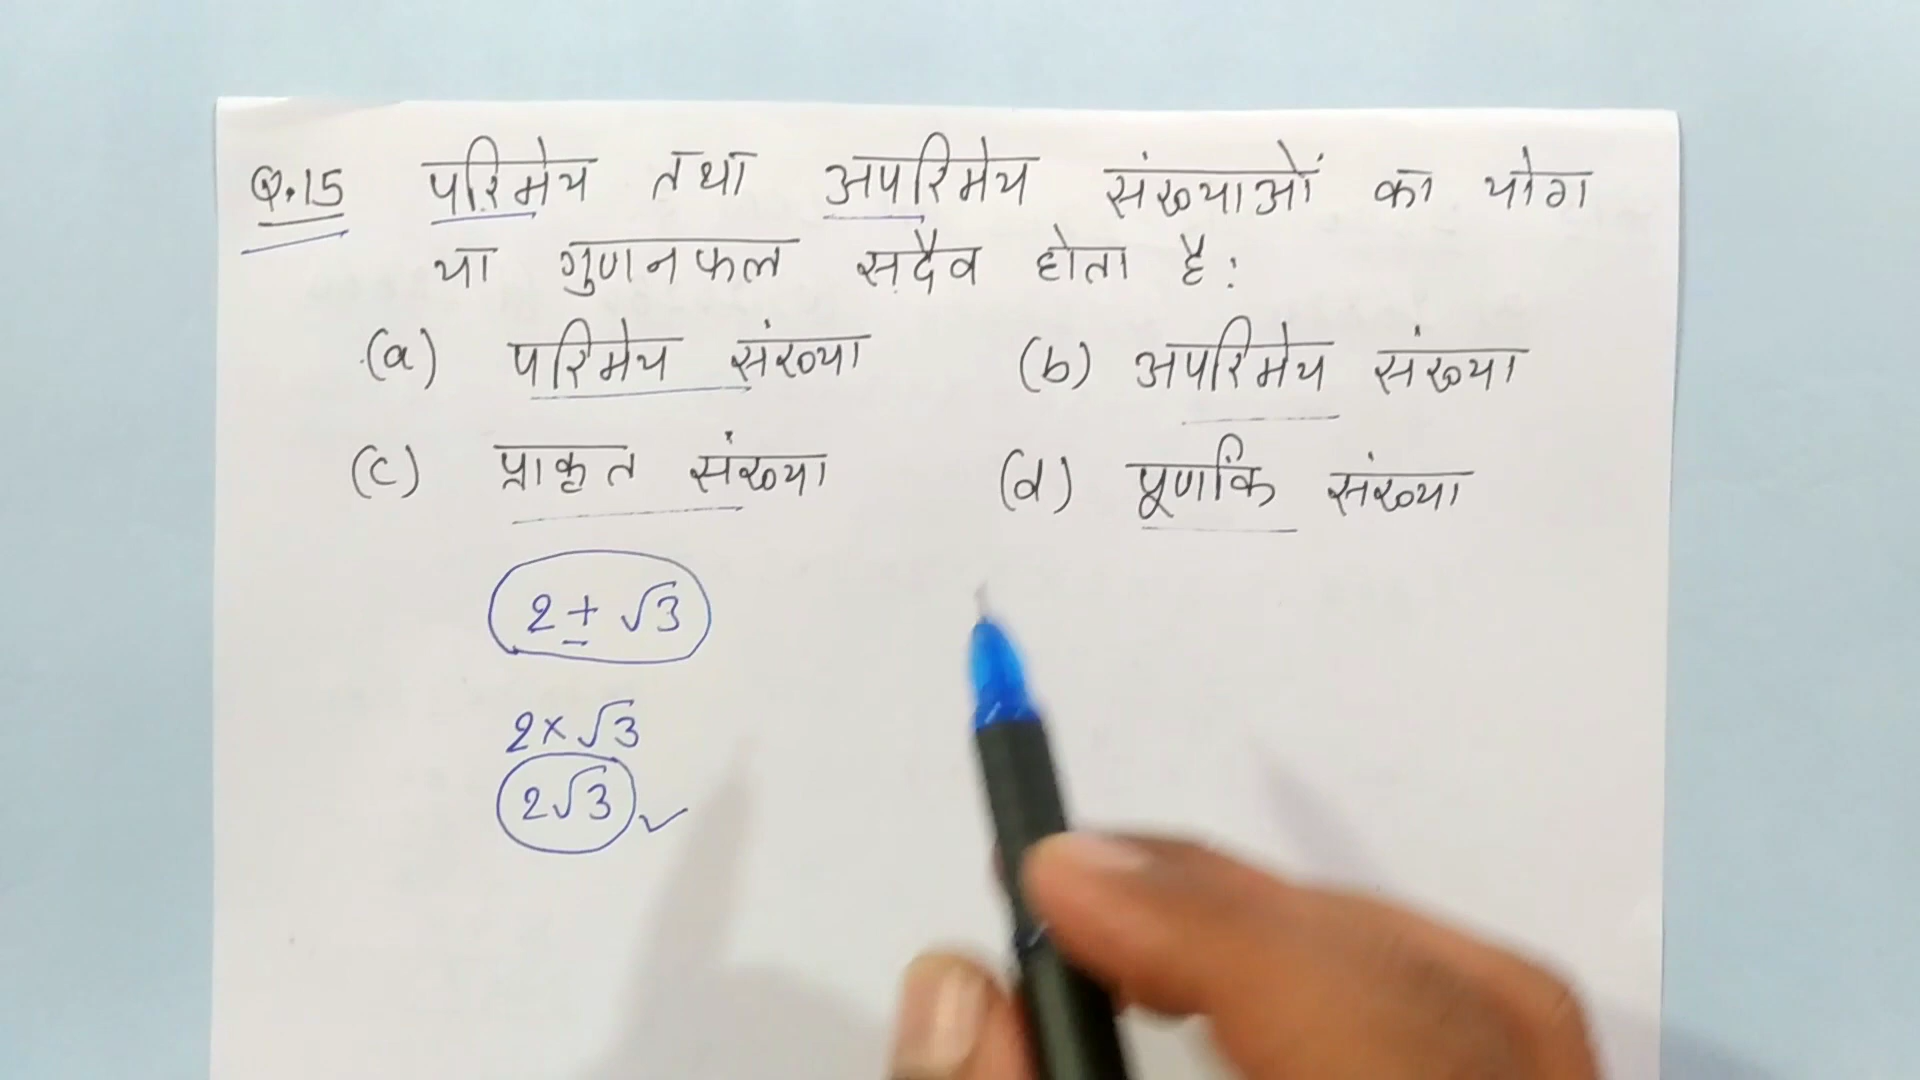 Q.15 परिमेय तथा अपरिमेय संख्याओं का योग
या गुणनफल सदैव होता है :
(a) परिमेय संख्या (b) अपरिमेय संख्या
(c) प्राकृत संख्या (d) पूर्णांक संख्या
2 + √3
2 × √3
2√3 ✓